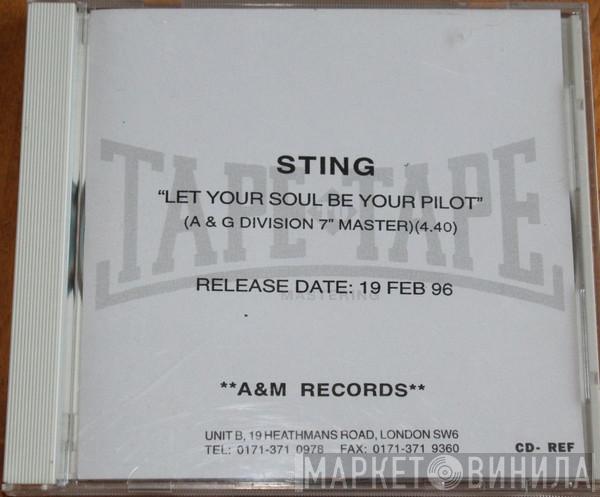 TAPE TO TAPE
MASTERING
STING
“LET YOUR SOUL BE YOUR PILOT”
(A & G DIVISION 7” MASTER)(4.40)
RELEASE DATE: 19 FEB 96
**A&M RECORDS**
UNIT B, 19 HEATHMANS ROAD, LONDON SW6
TEL: 0171-371 0978 FAX: 0171-371 9360
CD- REF
МАРКЕТ ВИНИЛА